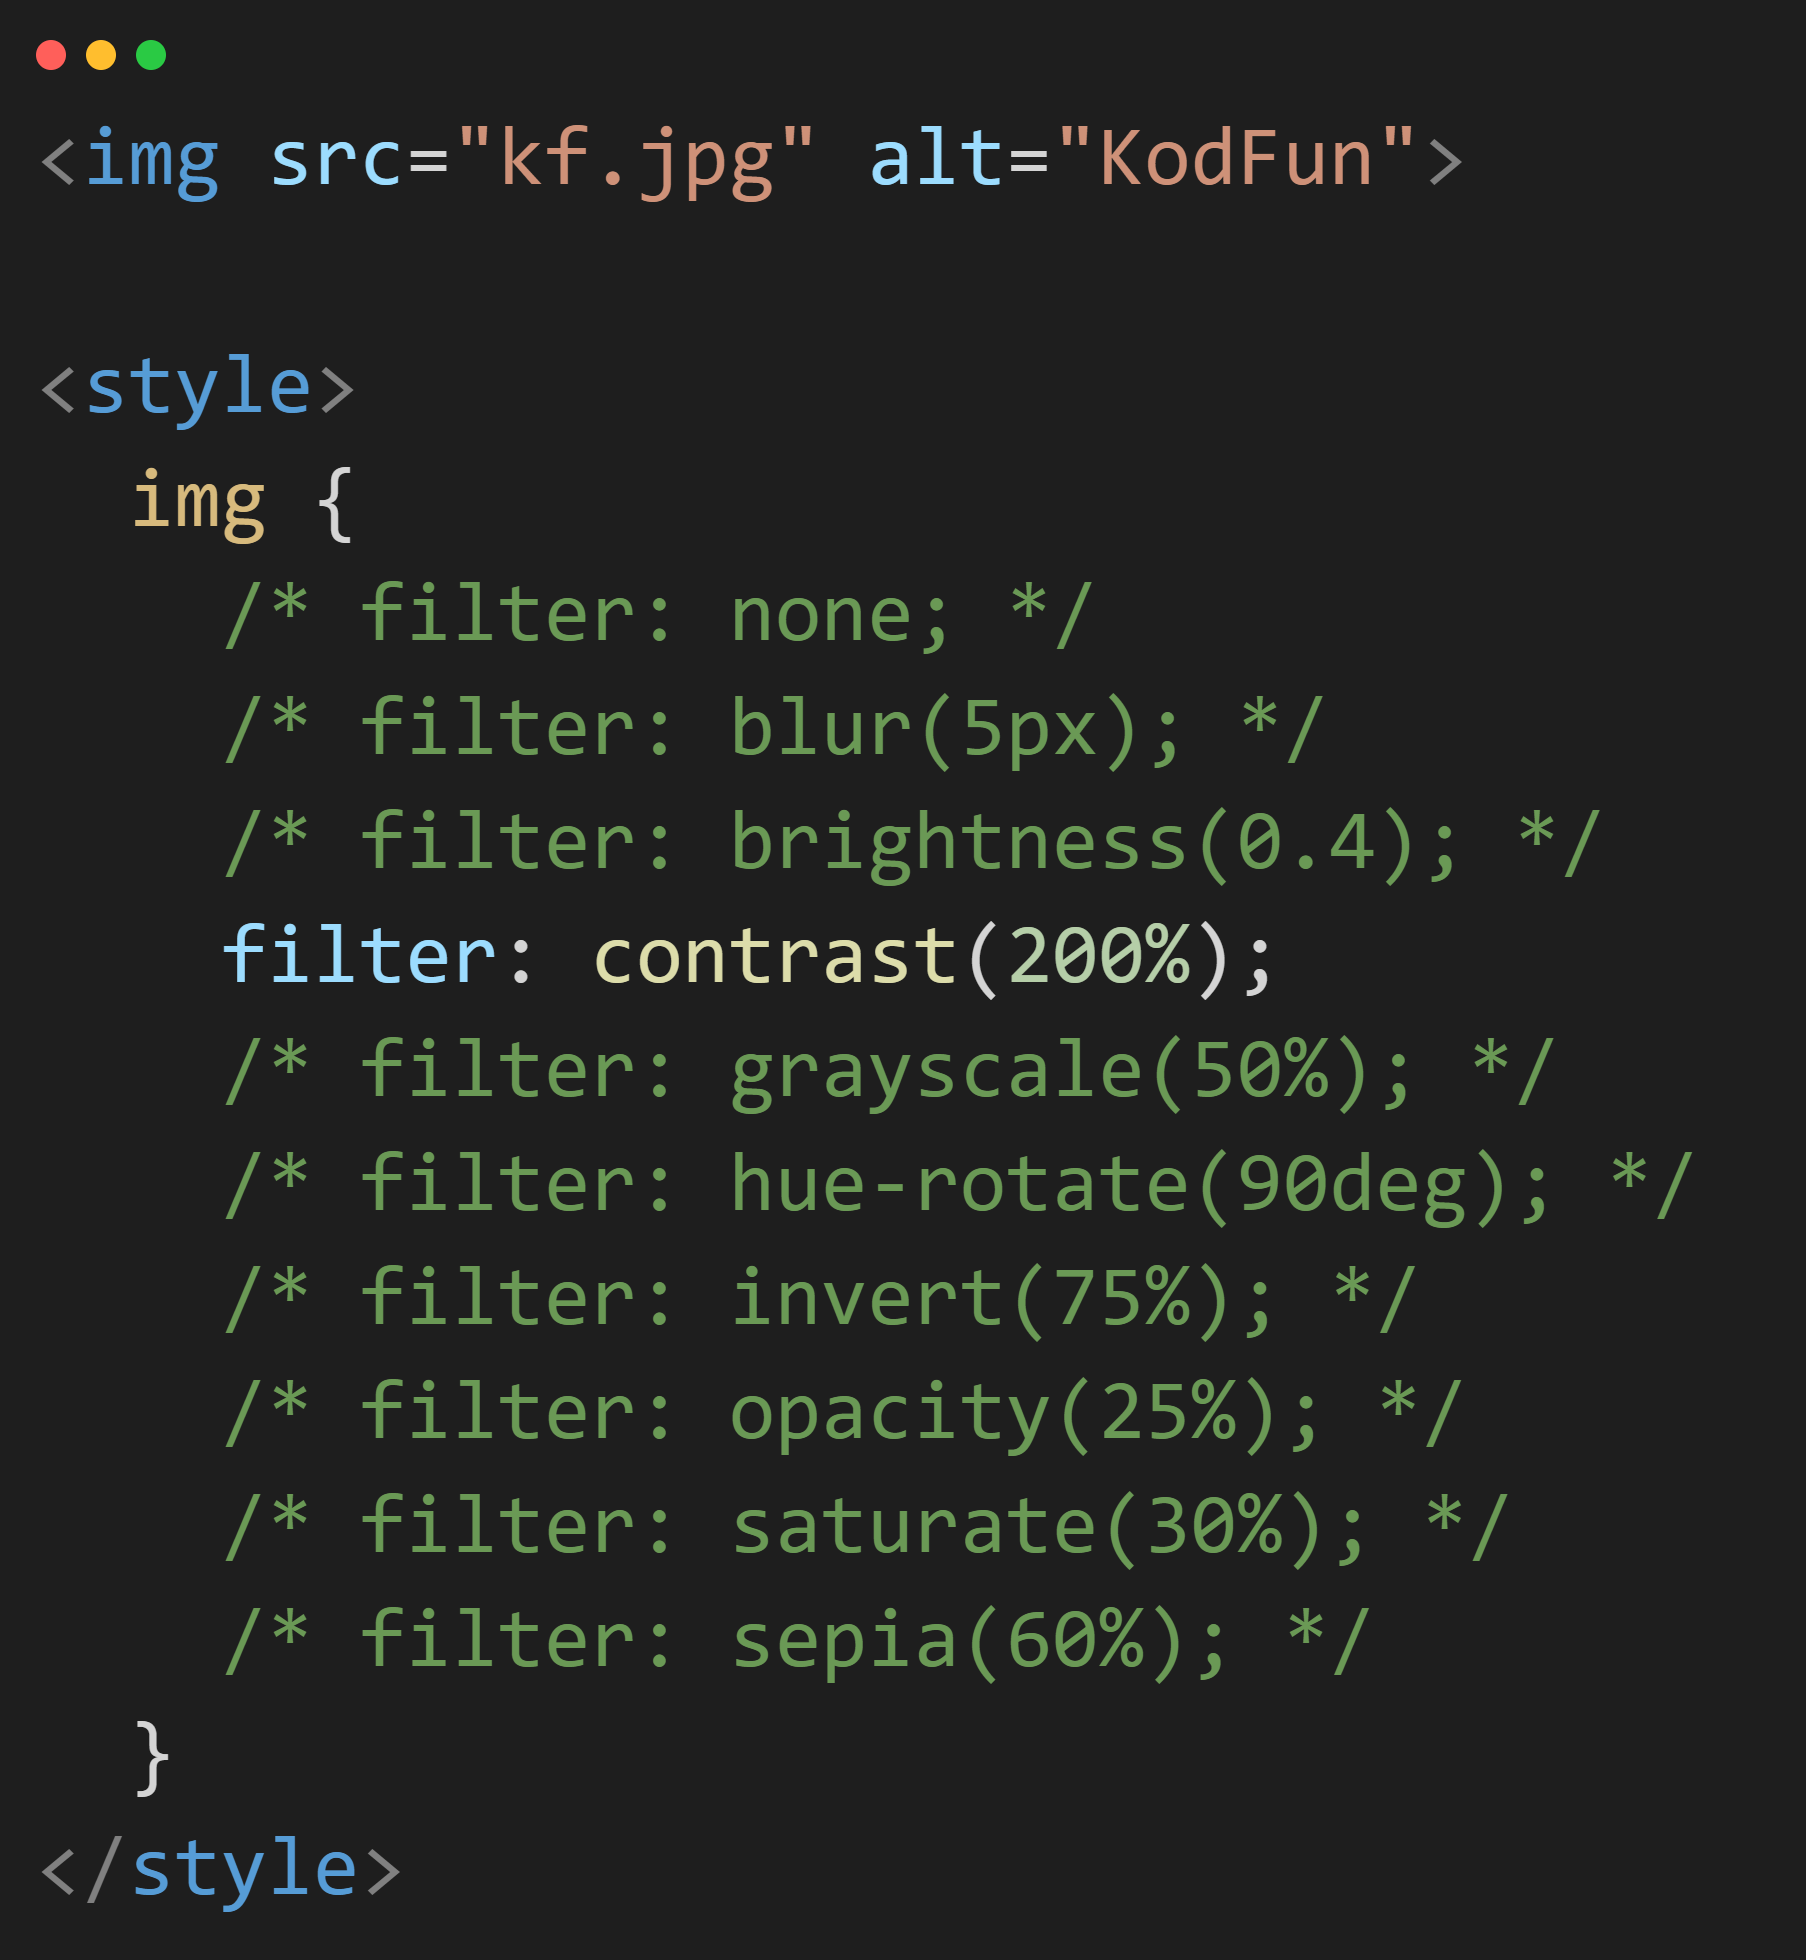 <img src="kf.jpg" alt="KodFun">
<style>
img {
/* filter: none; */
/* filter: blur(5px); */
/* filter: brightness(0.4); */
filter: contrast(200%);
/* filter: grayscale(50%); */
/* filter: hue-rotate(90deg); */
/* filter: invert(75%); */
/* filter: opacity(25%); */
/* filter: saturate(30%); */
/* filter: sepia(60%); */
}
</style>